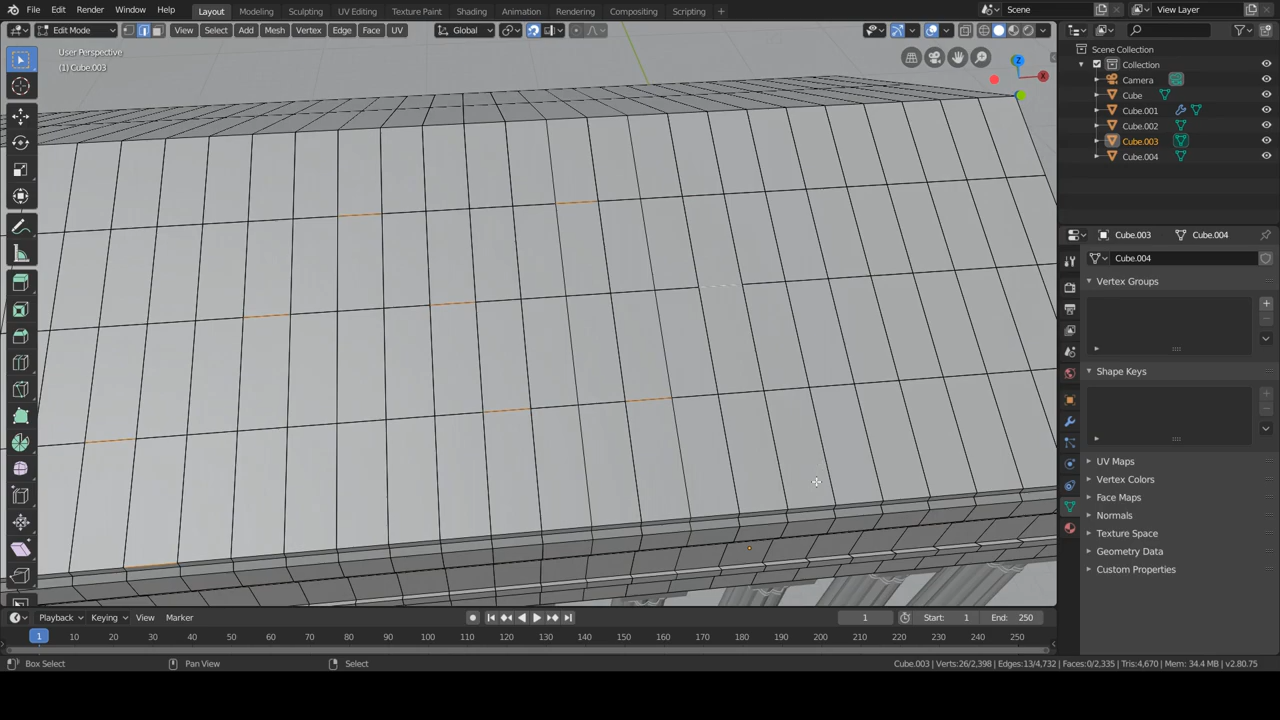 File Edit Render Window Help Layout Modeling Sculpting UV Editing Texture Paint Shading Animation Rendering Compositing Scripting + Scene View Layer
Edit Mode View Select Add Mesh Vertex Edge Face UV Global
User Perspective
(1) Cube.003
X
Z
Scene Collection
Collection
Camera
Cube
Cube.001
Cube.002
Cube.003
Cube.004
Cube.003 Cube.004
Cube.004
Vertex Groups
Shape Keys
UV Maps
Vertex Colors
Face Maps
Normals
Texture Space
Geometry Data
Custom Properties
Playback Keying View Marker 1 Start: 1 End: 250
1 10 20 30 40 50 60 70 80 90 100 110 120 130 140 150 160 170 180 190 200 210 220 230 240 250
Box Select Pan View Select Cube.003 | Verts:26/2,398 | Edges:13/4,732 | Faces:0/2,335 | Tris:4,670 | Mem: 34.4 MB | v2.80.75